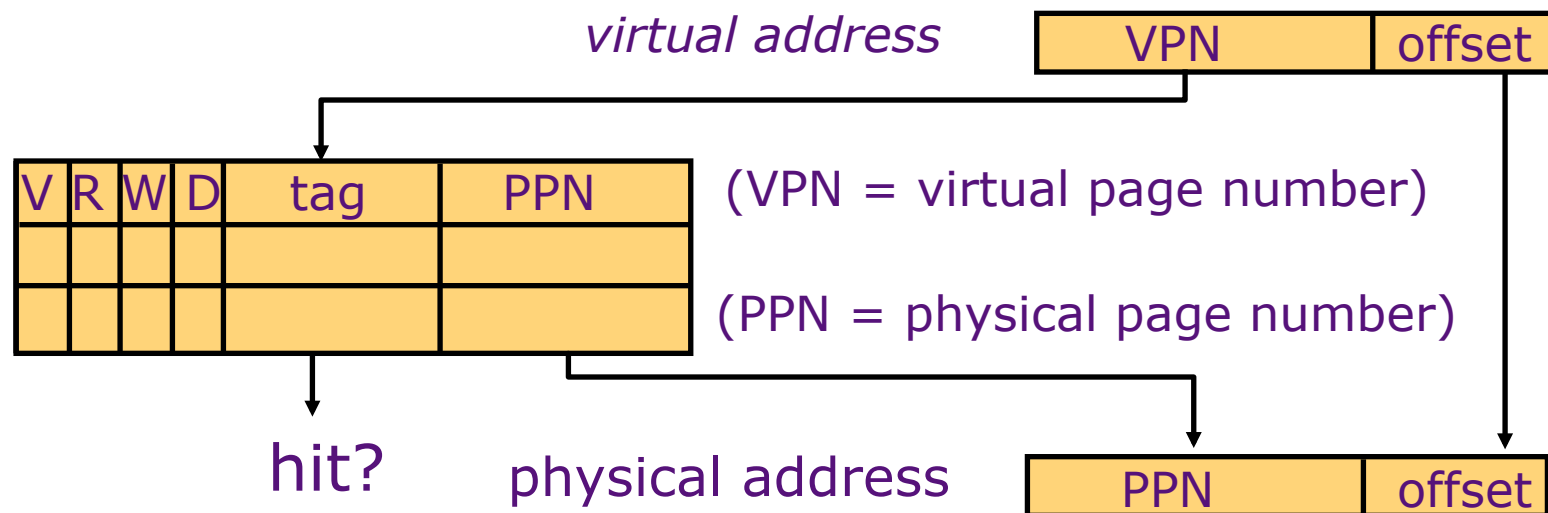 virtual address VPN offset
V R W D tag PPN (VPN = virtual page number)
(PPN = physical page number)
hit? physical address PPN offset